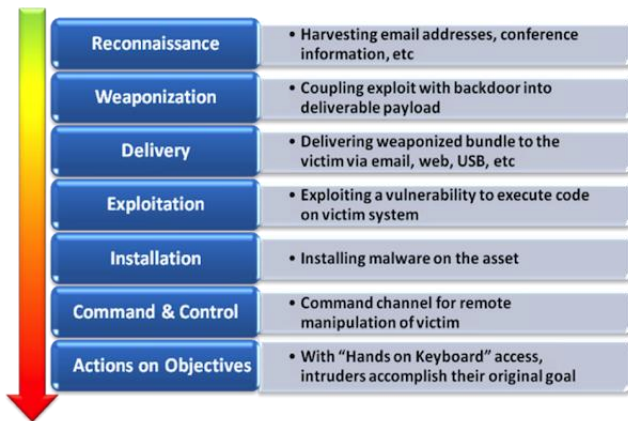 Reconnaissance
• Harvesting email addresses, conference
information, etc
Weaponization
• Coupling exploit with backdoor into
deliverable payload
Delivery
• Delivering weaponized bundle to the
victim via email, web, USB, etc
Exploitation
• Exploiting a vulnerability to execute code
on victim system
Installation
• Installing malware on the asset
Command & Control
• Command channel for remote
manipulation of victim
Actions on Objectives
• With “Hands on Keyboard” access,
intruders accomplish their original goal